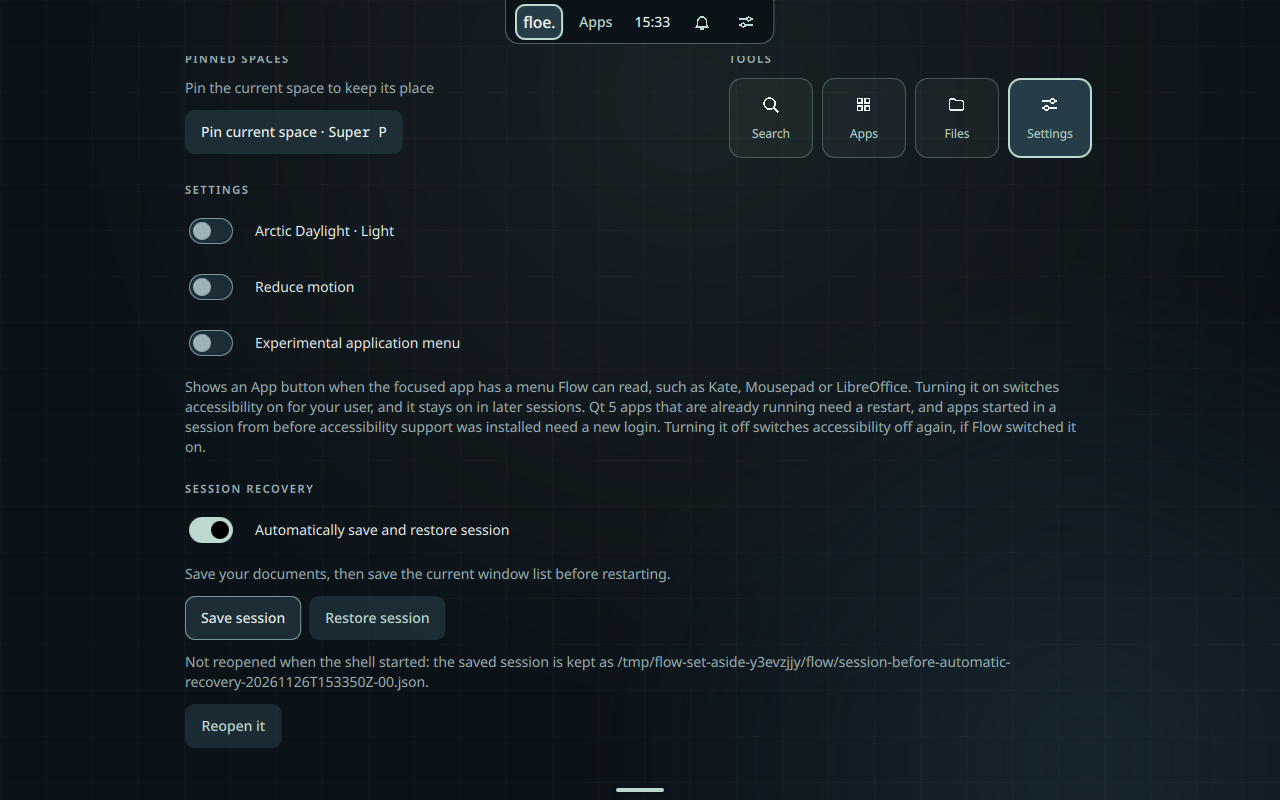 floe. Apps 15:33
PINNED SPACES
Pin the current space to keep its place
Pin current space · Super P
TOOLS
Search Apps Files Settings
SETTINGS
Arctic Daylight · Light
Reduce motion
Experimental application menu
Shows an App button when the focused app has a menu Flow can read, such as Kate, Mousepad or LibreOffice. Turning it on switches
accessibility on for your user, and it stays on in later sessions. Qt 5 apps that are already running need a restart, and apps started in a
session from before accessibility support was installed need a new login. Turning it off switches accessibility off again, if Flow switched it
on.
SESSION RECOVERY
Automatically save and restore session
Save your documents, then save the current window list before restarting.
Save session Restore session
Not reopened when the shell started: the saved session is kept as /tmp/flow-set-aside-y3evzjjy/flow/session-before-automatic-
recovery-20261126T153350Z-00.json.
Reopen it